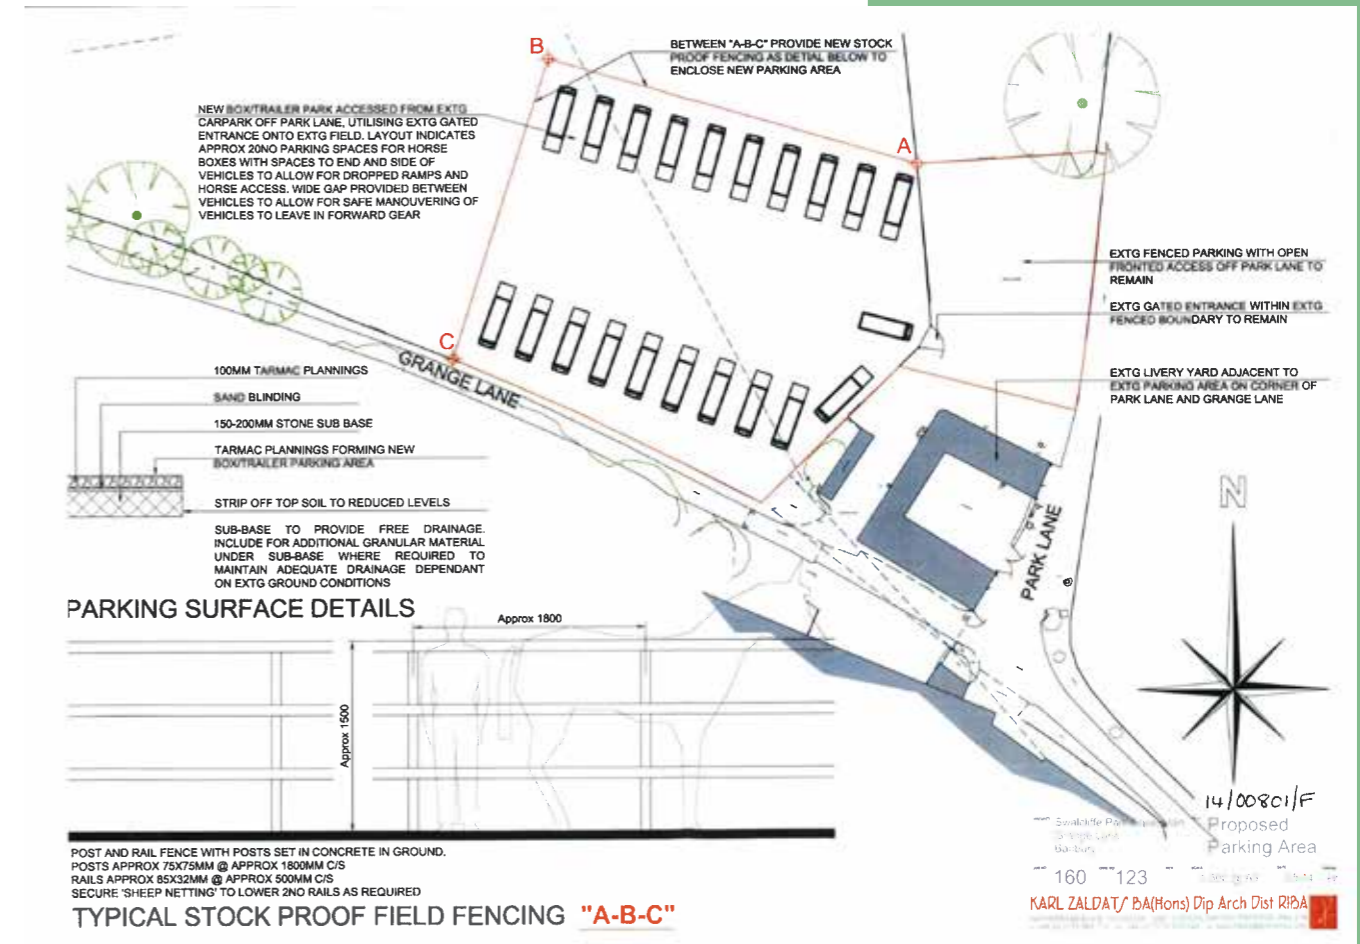 B
BETWEEN "A-B-C" PROVIDE NEW STOCK
PROOF FENCING AS DETIAL BELOW TO
ENCLOSE NEW PARKING AREA
NEW BOX/TRAILER PARK ACCESSED FROM EXTG
CARPARK OFF PARK LANE, UTILISING EXTG GATED
ENTRANCE ONTO EXTG FIELD. LAYOUT INDICATES
APPROX 20NO PARKING SPACES FOR HORSE
BOXES WITH SPACES TO END AND SIDE OF
VEHICLES TO ALLOW FOR DROPPED RAMPS AND
HORSE ACCESS. WIDE GAP PROVIDED BETWEEN
VEHICLES TO ALLOW FOR SAFE MANOUVERING OF
VEHICLES TO LEAVE IN FORWARD GEAR
A
EXTG FENCED PARKING WITH OPEN
FRONTED ACCESS OFF PARK LANE TO
REMAIN
EXTG GATED ENTRANCE WITHIN EXTG
FENCED BOUNDARY TO REMAIN
EXTG LIVERY YARD ADJACENT TO
EXTG PARKING AREA ON CORNER OF
PARK LANE AND GRANGE LANE
C
GRANGE LANE
PARK LANE
N
100MM TARMAC PLANNINGS
SAND BLINDING
150-200MM STONE SUB BASE
TARMAC PLANNINGS FORMING NEW
BOX/TRAILER PARKING AREA
STRIP OFF TOP SOIL TO REDUCED LEVELS
SUB-BASE TO PROVIDE FREE DRAINAGE.
INCLUDE FOR ADDITIONAL GRANULAR MATERIAL
UNDER SUB-BASE WHERE REQUIRED TO
MAINTAIN ADEQUATE DRAINAGE DEPENDANT
ON EXTG GROUND CONDITIONS
PARKING SURFACE DETAILS
Approx 1800
Approx 1500
POST AND RAIL FENCE WITH POSTS SET IN CONCRETE IN GROUND.
POSTS APPROX 75X75MM @ APPROX 1800MM C/S
RAILS APPROX 85X32MM @ APPROX 500MM C/S
SECURE 'SHEEP NETTING' TO LOWER 2NO RAILS AS REQUIRED
TYPICAL STOCK PROOF FIELD FENCING "A-B-C"
14/00801/F
Grange Lane
Banbury
Proposed
Parking Area
160 123
KARL ZALDATS BA(Hons) Dip Arch Dist RIBA